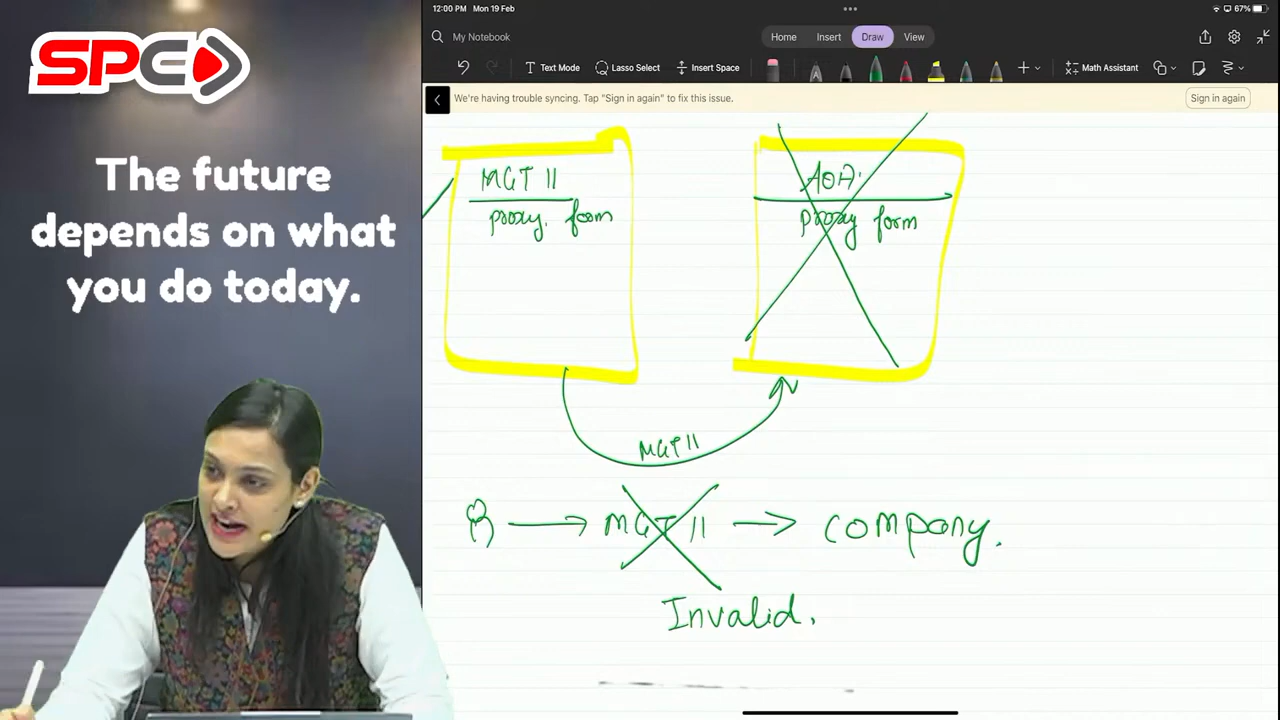 SPC
The future
depends on what
you do today.
12:00 PM Mon 19 Feb
67%
My Notebook
Home Insert Draw View
Text Mode Lasso Select Insert Space Math Assistant
We're having trouble syncing. Tap "Sign in again" to fix this issue. Sign in again
MGT 11
proxy. form
AOA.
proxy form
MGT 11
MGT 11 company.
Invalid.